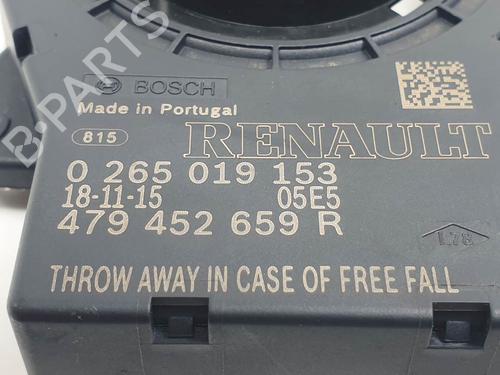 B-PARTS
BOSCH
Made in Portugal
815
RENAULT
0 265 019 153
18-11-15 05E5
479 452 659 R
THROW AWAY IN CASE OF FREE FALL